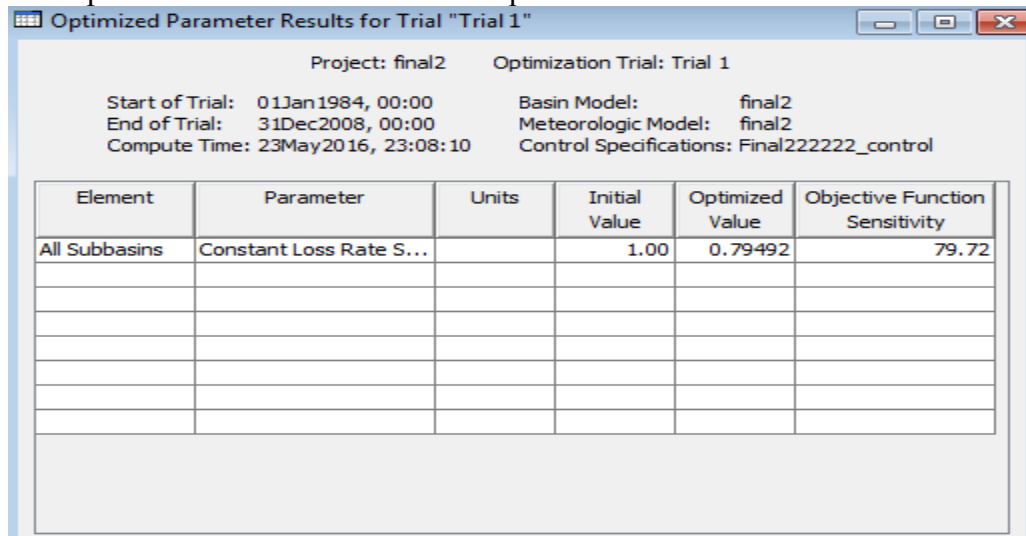 Optimized Parameter Results for Trial "Trial 1"
Project: final2 Optimization Trial: Trial 1
Start of Trial: 01Jan1984, 00:00 Basin Model: final2
End of Trial: 31Dec2008, 00:00 Meteorologic Model: final2
Compute Time: 23May2016, 23:08:10 Control Specifications: Final222222_control
Element Parameter Units Initial Value Optimized Value Objective Function Sensitivity
All Subbasins Constant Loss Rate S... 1.00 0.79492 79.72